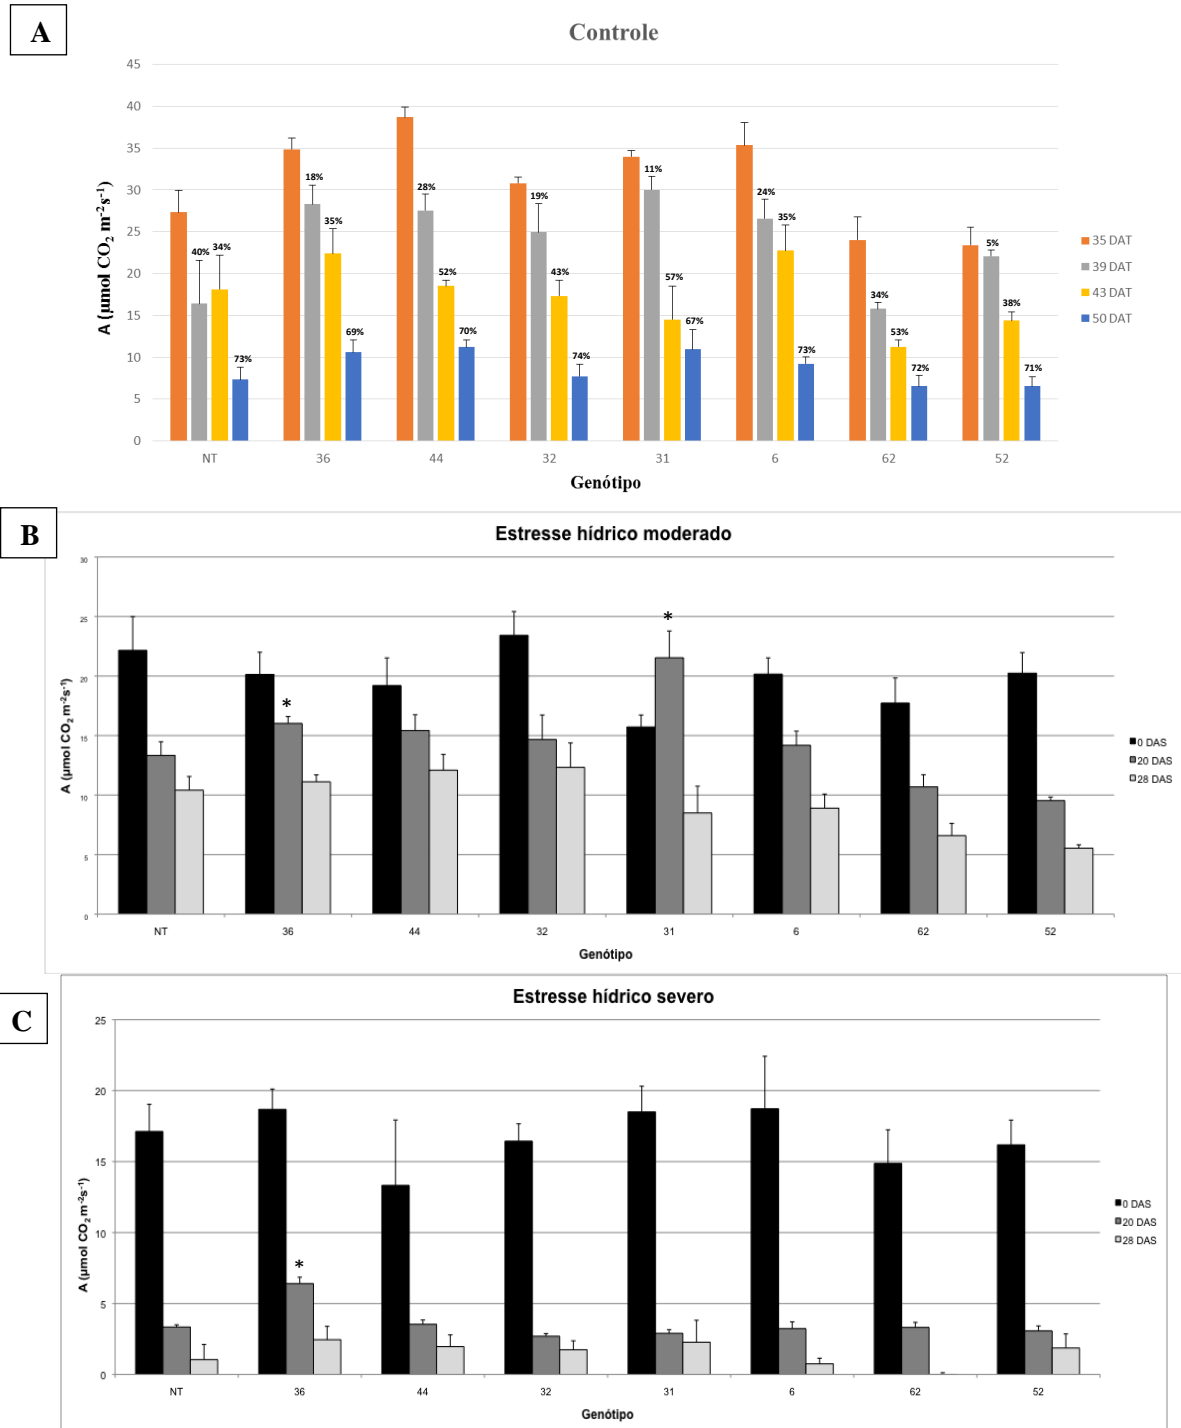 A
Controle
45
40
35
30
25
20
15
10
5
0
A (µmol CO₂ m⁻²s⁻¹)
40% 34% 73%
18% 35% 69%
28% 52% 70%
19% 43% 74%
11% 57% 67%
24% 35% 73%
34% 53% 72%
5% 38% 71%
NT 36 44 32 31 6 62 52
Genótipo
35 DAT
39 DAT
43 DAT
50 DAT
B
Estresse hídrico moderado
30
25
20
15
10
5
0
A (µmol CO₂ m⁻²s⁻¹)
* *
NT 36 44 32 31 6 62 52
Genótipo
0 DAS
20 DAS
28 DAS
C
Estresse hídrico severo
25
20
15
10
5
0
A (µmol CO₂ m⁻²s⁻¹)
*
NT 36 44 32 31 6 62 52
Genótipo
0 DAS
20 DAS
28 DAS